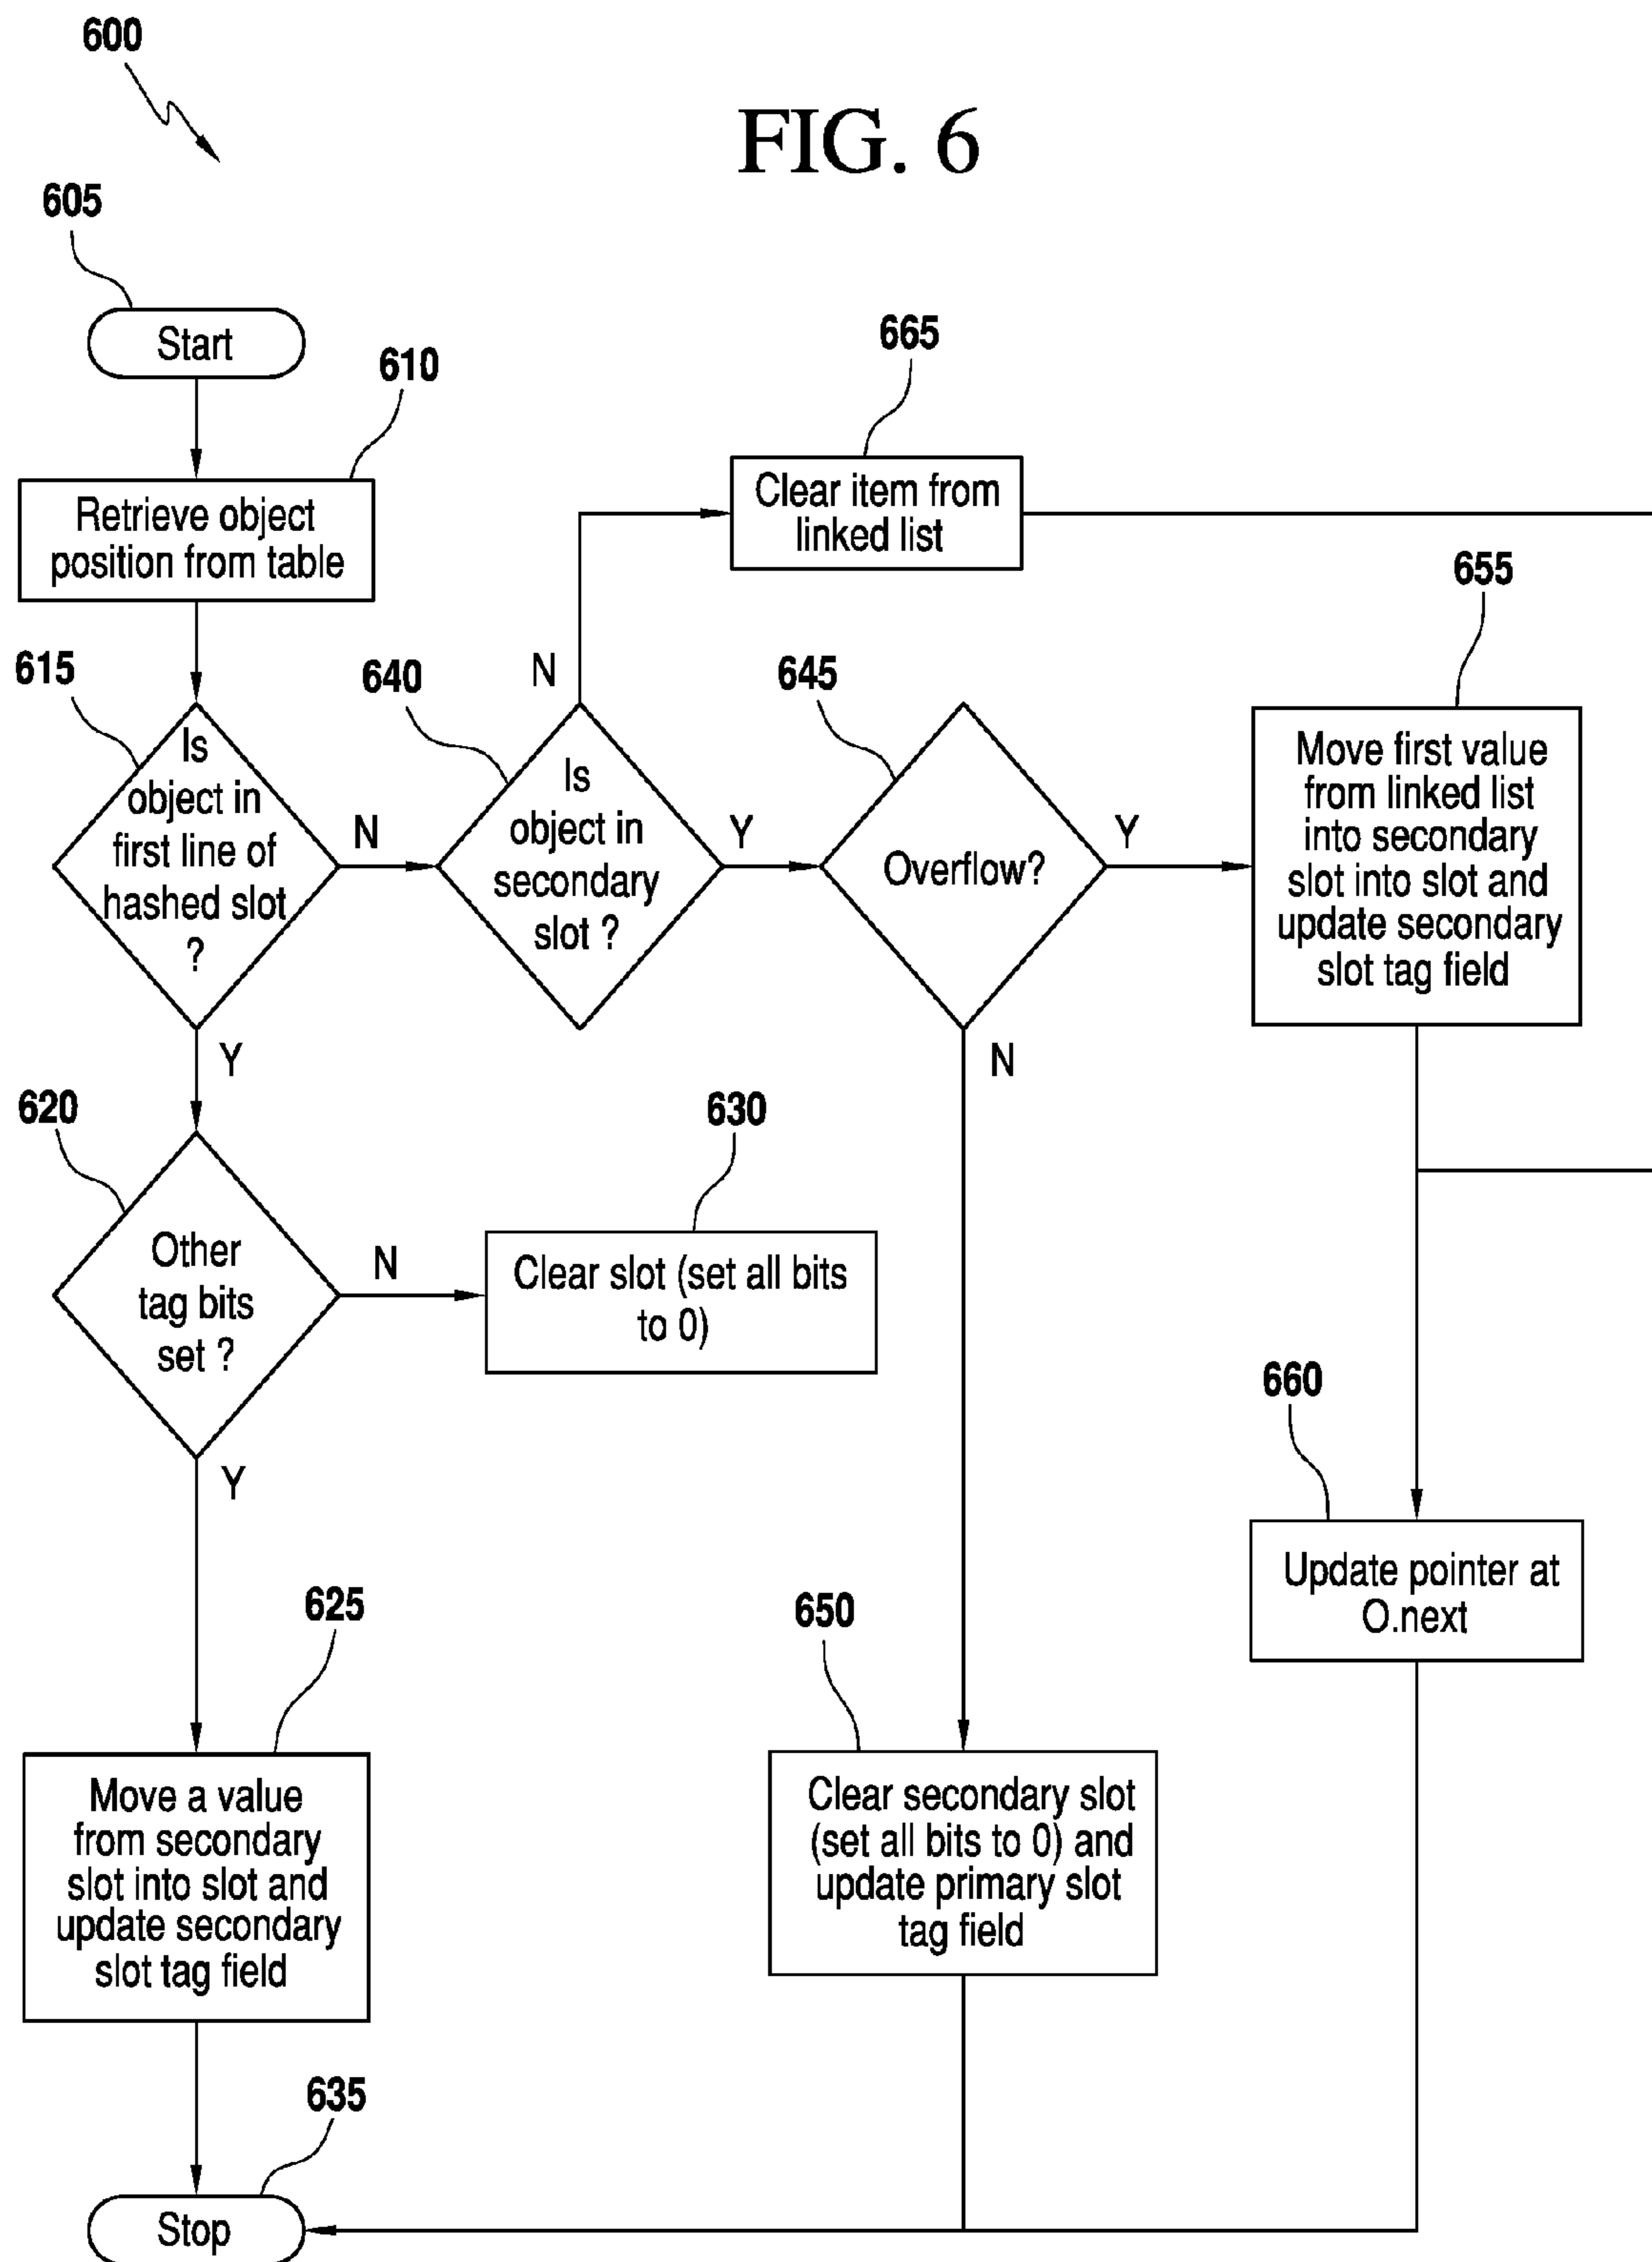 600
FIG. 6
605
Start
610
Retrieve object
position from table
665
Clear item from
linked list
615
Is
object in
first line of
hashed slot
?
N
Y
640
Is
object in
secondary
slot ?
N
Y
645
Overflow?
Y
N
655
Move first value
from linked list
into secondary
slot into slot and
update secondary
slot tag field
620
Other
tag bits
set ?
N
Y
630
Clear slot (set all bits
to 0)
660
Update pointer at
O.next
625
Move a value
from secondary
slot into slot and
update secondary
slot tag field
650
Clear secondary slot
(set all bits to 0) and
update primary slot
tag field
635
Stop